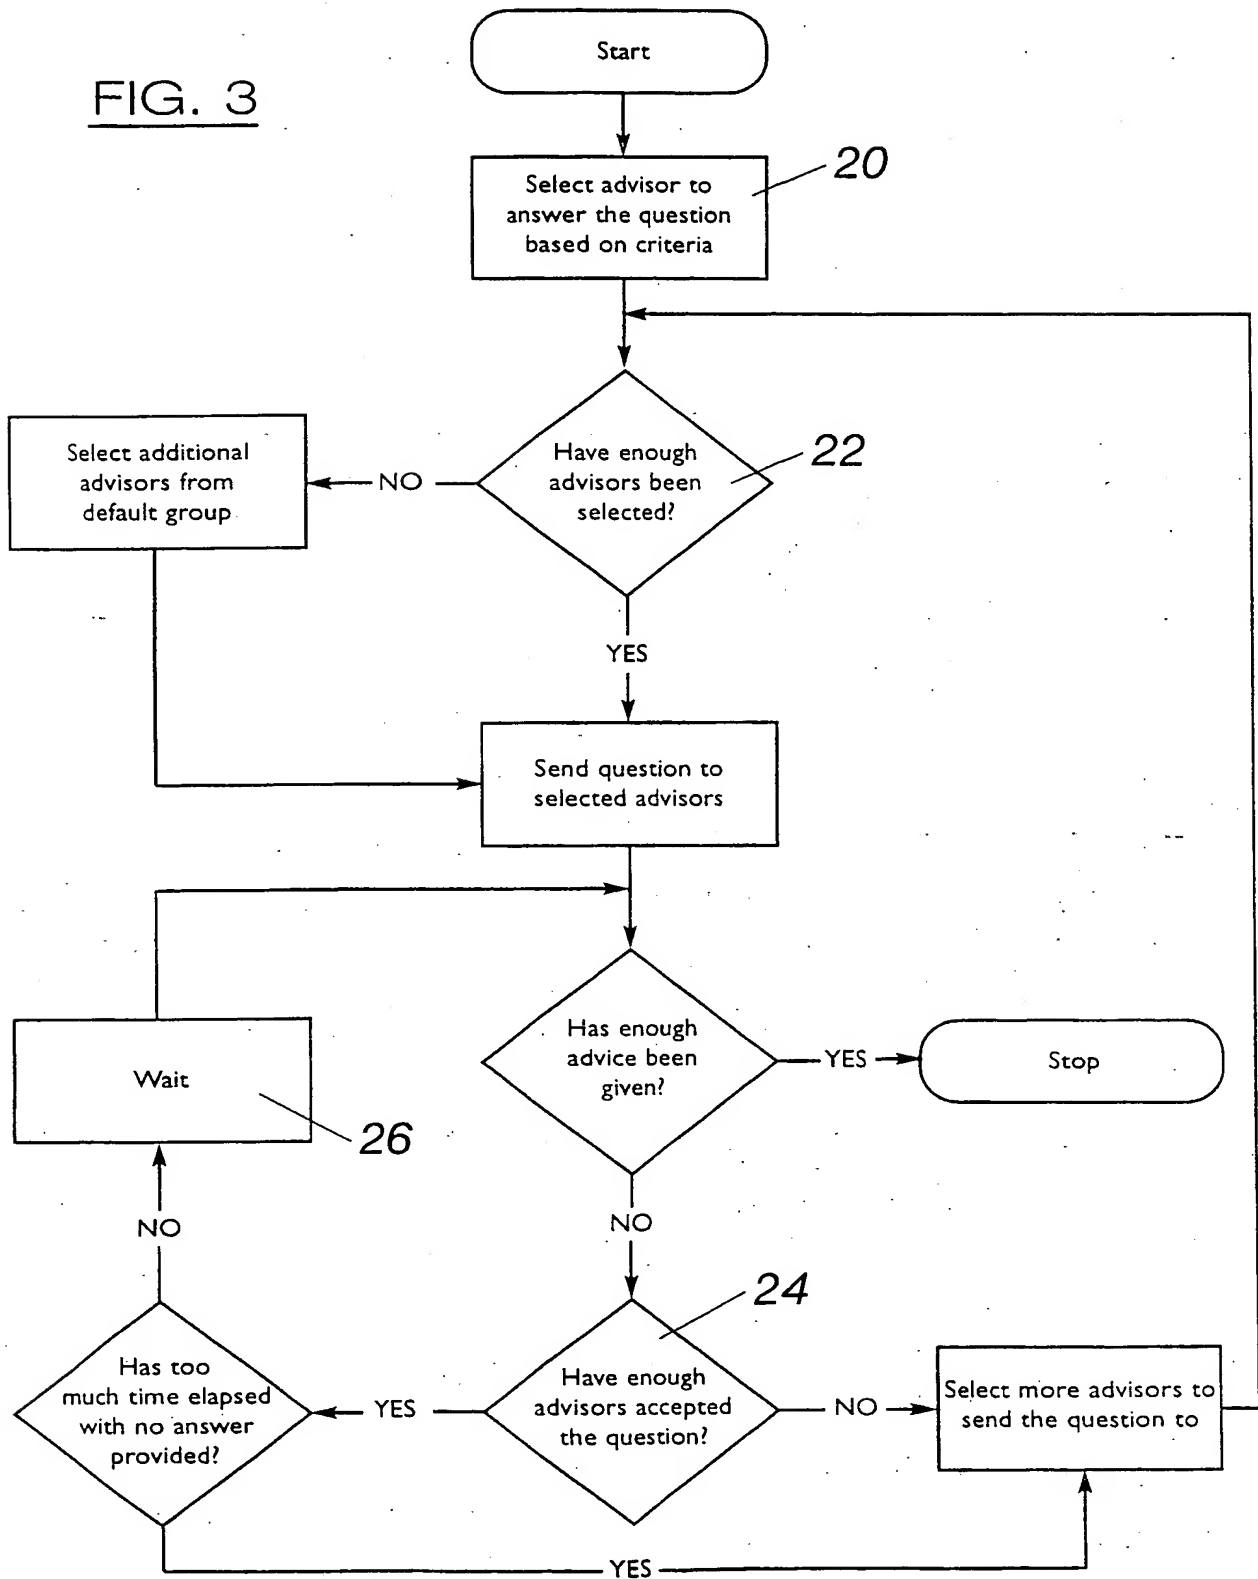 FIG. 3
Start
20
Select advisor to
answer the question
based on criteria
22
Have enough
advisors been
selected?
NO
Select additional
advisors from
default group
YES
Send question to
selected advisors
Has enough
advice been
given?
YES
Stop
Wait
26
NO
NO
24
Have enough
advisors accepted
the question?
YES
Has too
much time elapsed
with no answer
provided?
NO
Select more advisors to
send the question to
YES